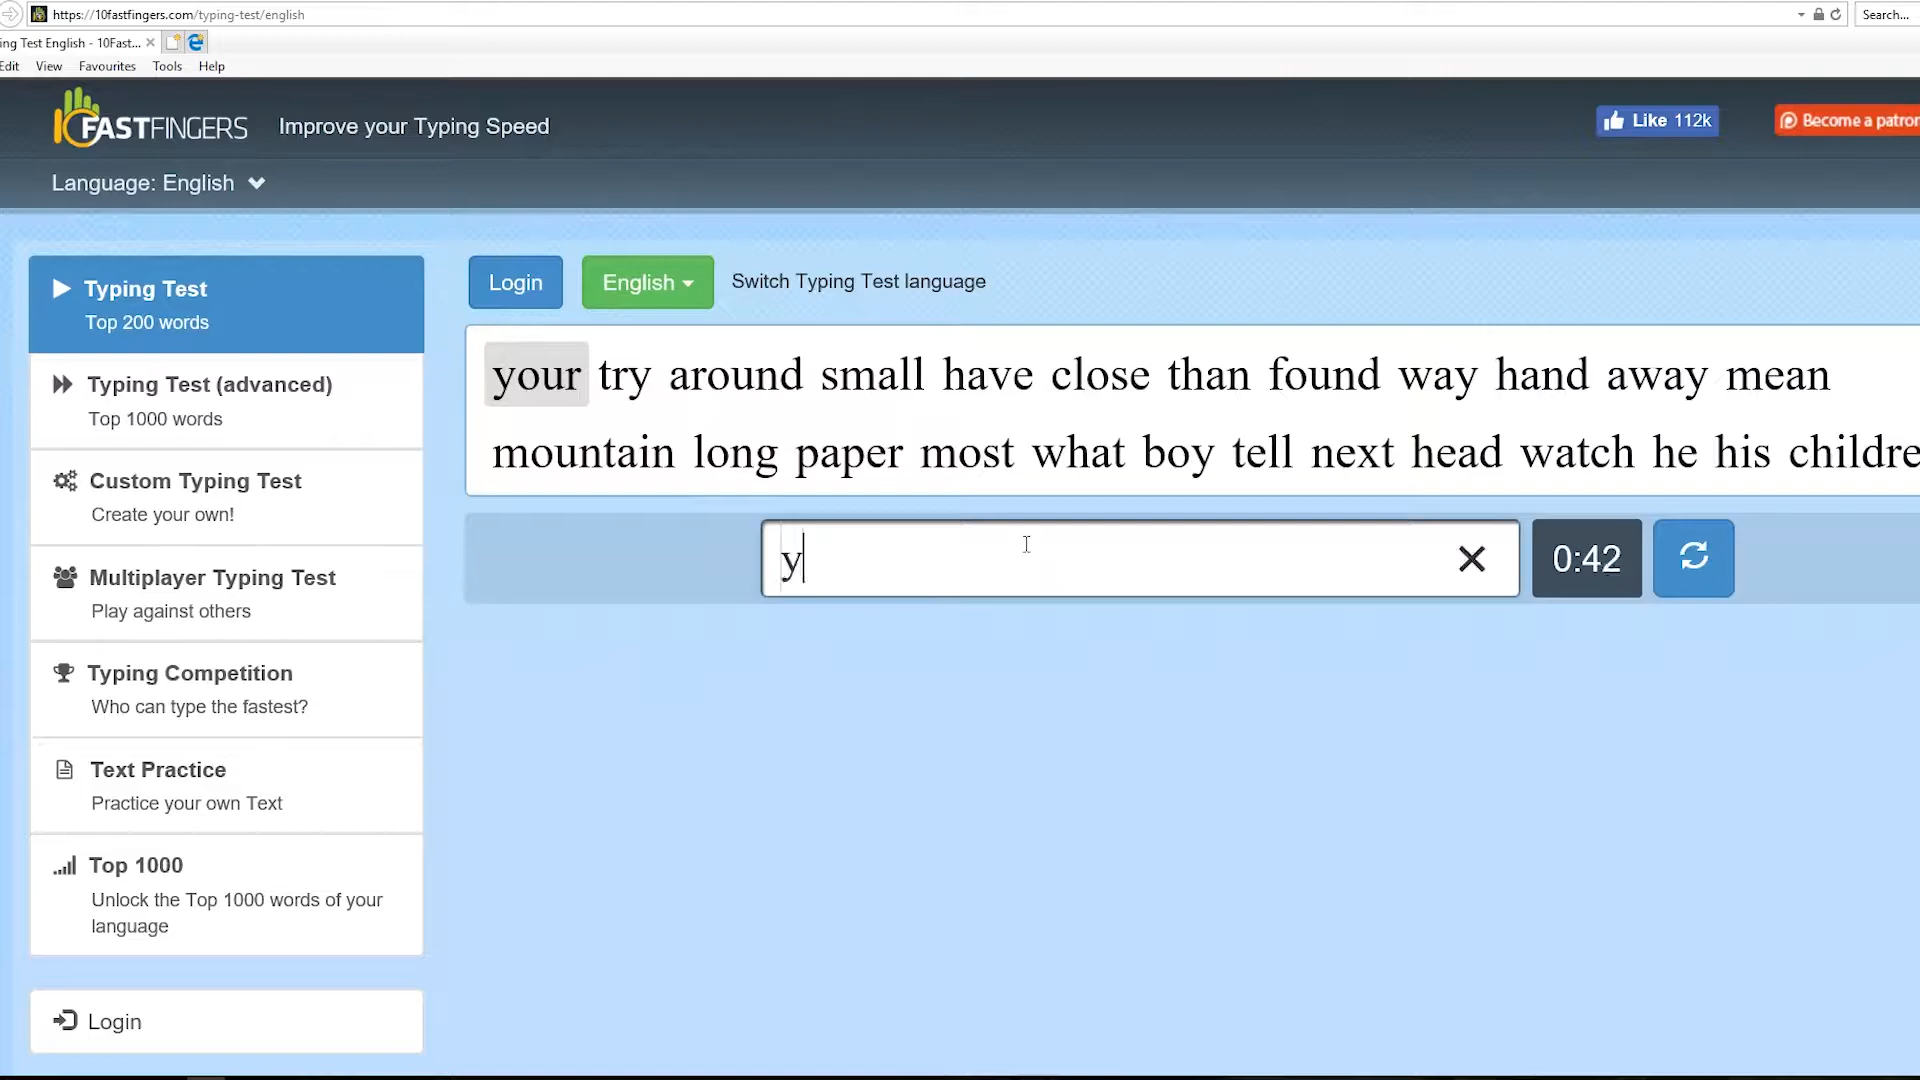 https://10fastfingers.com/typing-test/english
Search...
ing Test English - 10Fast...
Edit View Favourites Tools Help
10FASTFINGERS Improve your Typing Speed
Like 112k
Become a patron
Language: English
Typing Test
Top 200 words
Typing Test (advanced)
Top 1000 words
Custom Typing Test
Create your own!
Multiplayer Typing Test
Play against others
Typing Competition
Who can type the fastest?
Text Practice
Practice your own Text
Top 1000
Unlock the Top 1000 words of your
language
Login
Login English Switch Typing Test language
your try around small have close than found way hand away mean
mountain long paper most what boy tell next head watch he his childre
y
0:42